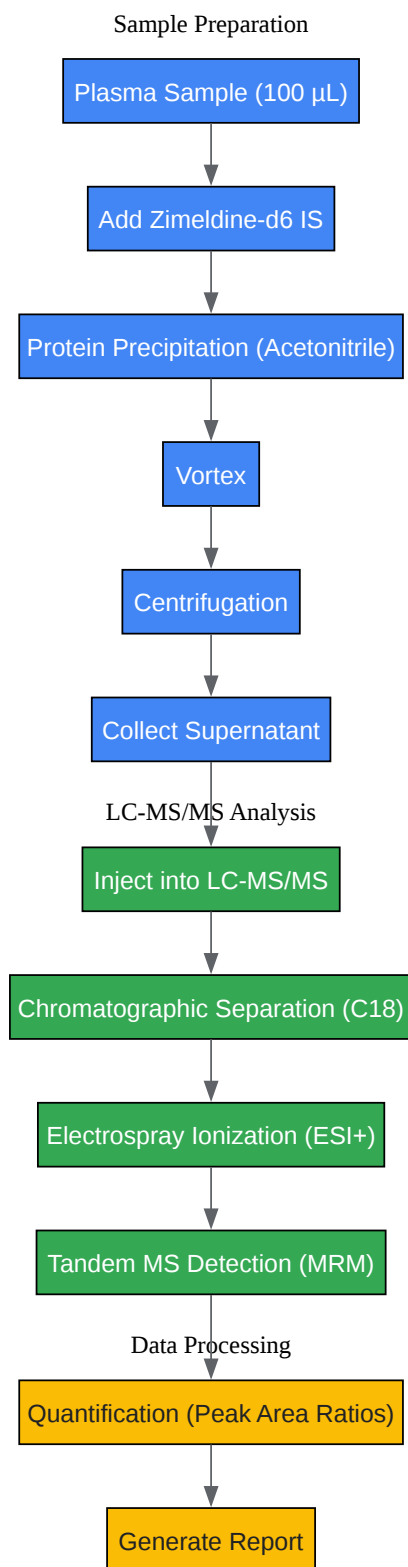 Sample Preparation
Plasma Sample (100 µL)
Add Zimeldine-d6 IS
Protein Precipitation (Acetonitrile)
Vortex
Centrifugation
Collect Supernatant
LC-MS/MS Analysis
Inject into LC-MS/MS
Chromatographic Separation (C18)
Electrospray Ionization (ESI+)
Tandem MS Detection (MRM)
Data Processing
Quantification (Peak Area Ratios)
Generate Report